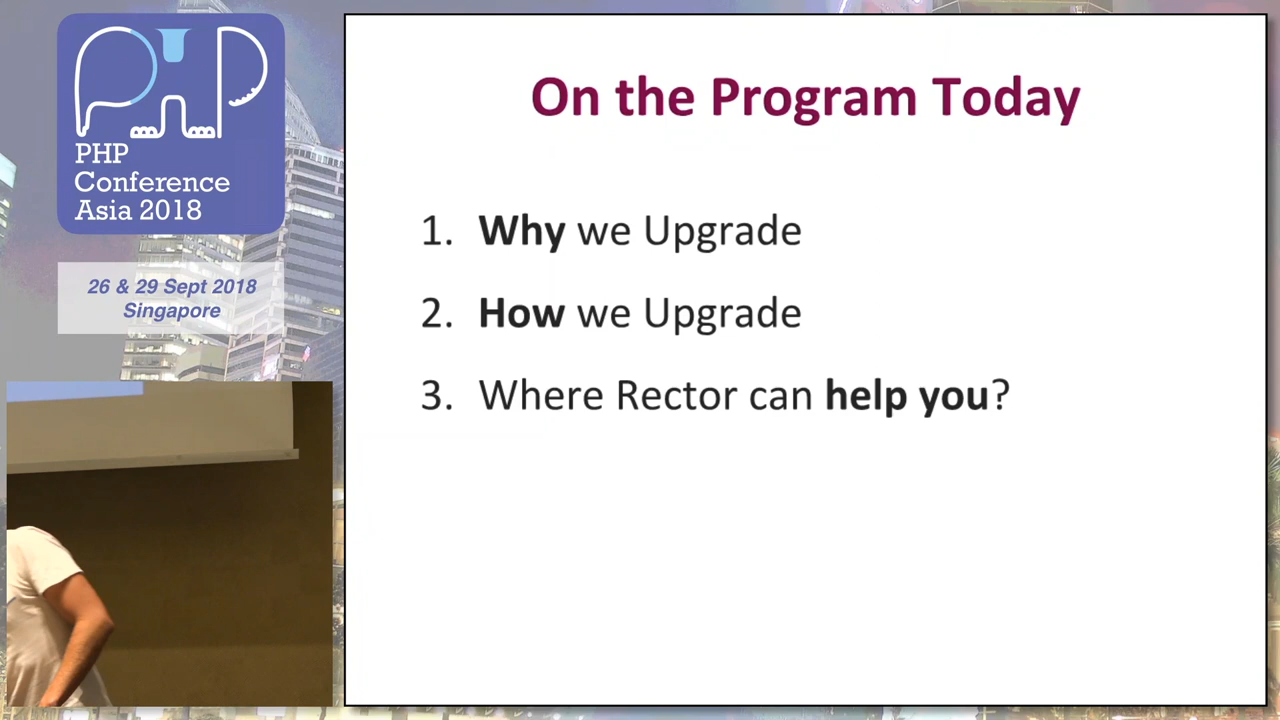 PHP
PHP
Conference
Asia 2018
26 & 29 Sept 2018
Singapore
On the Program Today
1. Why we Upgrade
2. How we Upgrade
3. Where Rector can help you?